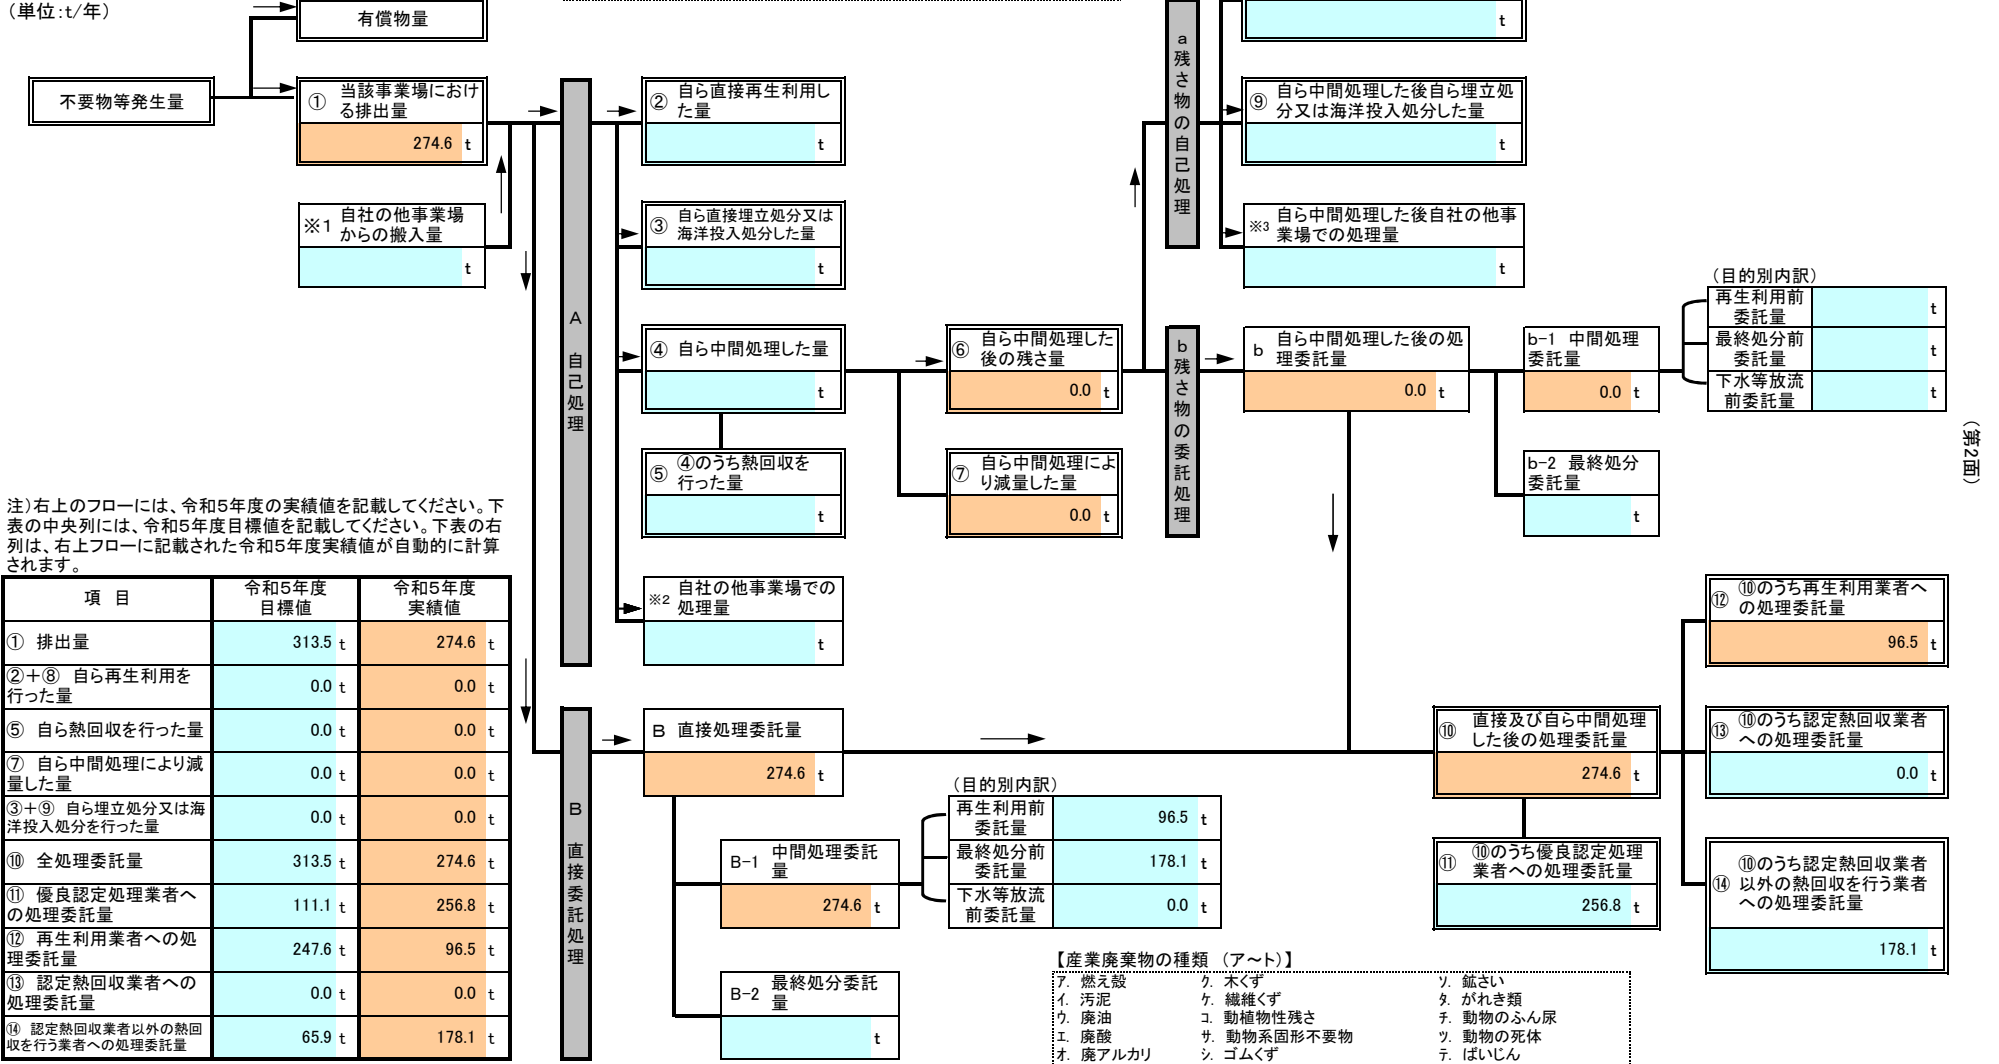 （単位:ｔ/年）
有償物量
不要物等発生量
① 当該事業場におけ
る排出量
274.6 t
※1 自社の他事業場
からの搬入量
t
A 自己処理
② 自ら直接再生利用し
た量
t
③ 自ら直接埋立処分又は
海洋投入処分した量
t
④ 自ら中間処理した量
t
⑤ ④のうち熱回収を
行った量
t
※2 自社の他事業場での
処理量
t
⑥ 自ら中間処理した
後の残さ量
0.0 t
⑦ 自ら中間処理によ
り減量した量
0.0 t
a 残さ物の自己処理
t
⑨ 自ら中間処理した後自ら埋立処
分又は海洋投入処分した量
t
※3 自ら中間処理した後自社の他事
業場での処理量
t
b 残さ物の委託処理
b 自ら中間処理した後の処
理委託量
0.0 t
b-1 中間処理
委託量
0.0 t
（目的別内訳）
再生利用前
委託量
t
最終処分前
委託量
t
下水等放流
前委託量
t
b-2 最終処分
委託量
t
（第2面）
注）右上のフローには、令和5年度の実績値を記載してください。下
表の中央列には、令和5年度目標値を記載してください。下表の右
列は、右上フローに記載された令和5年度実績値が自動的に計算
されます。
項 目 令和5年度 令和5年度
目標値 実績値
① 排出量 313.5 t 274.6 t
②＋⑧ 自ら再生利用を
行った量 0.0 t 0.0 t
⑤ 自ら熱回収を行った量 0.0 t 0.0 t
⑦ 自ら中間処理により減
量した量 0.0 t 0.0 t
③＋⑨ 自ら埋立処分又は海
洋投入処分を行った量 0.0 t 0.0 t
⑩ 全処理委託量 313.5 t 274.6 t
⑪ 優良認定処理業者へ
の処理委託量 111.1 t 256.8 t
⑫ 再生利用業者への処
理委託量 247.6 t 96.5 t
⑬ 認定熱回収業者への
処理委託量 0.0 t 0.0 t
⑭ 認定熱回収業者以外の熱回
収を行う業者への処理委託量 65.9 t 178.1 t
B 直接委託処理
B 直接処理委託量
274.6 t
B-1 中間処理委託
量
274.6 t
（目的別内訳）
再生利用前
委託量
96.5 t
最終処分前
委託量
178.1 t
下水等放流
前委託量
0.0 t
B-2 最終処分委託
量
t
⑩ 直接及び自ら中間処理
した後の処理委託量
274.6 t
⑪ ⑩のうち優良認定処理
業者への処理委託量
256.8 t
⑫ ⑩のうち再生利用業者へ
の処理委託量
96.5 t
⑬ ⑩のうち認定熱回収業者
への処理委託量
0.0 t
⑭ ⑩のうち認定熱回収業者
以外の熱回収を行う業者
への処理委託量
178.1 t
【産業廃棄物の種類 （ア～ト）】
ア. 燃え殻 ク. 木くず ソ. 鉱さい
イ. 汚泥 ケ. 繊維くず タ. がれき類
ウ. 廃油 コ. 動植物性残さ チ. 動物のふん尿
エ. 廃酸 サ. 動物系固形不要物 ツ. 動物の死体
オ. 廃アルカリ シ. ゴムくず テ. ばいじん